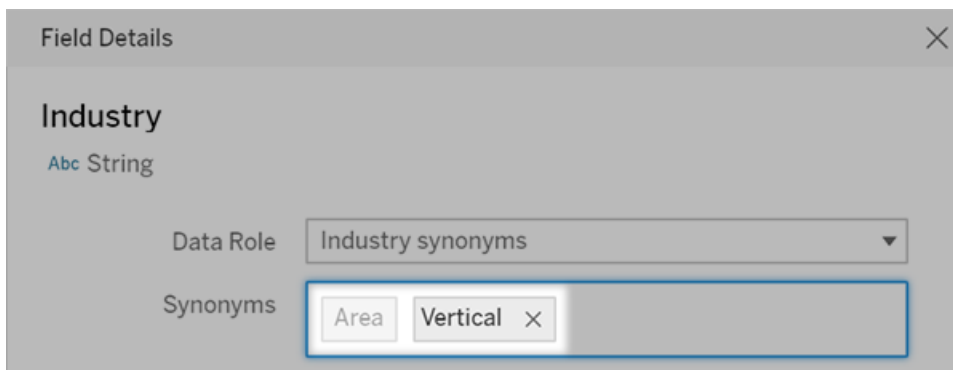 Field Details
Industry
Abc String
Data Role Industry synonyms
Synonyms Area Vertical